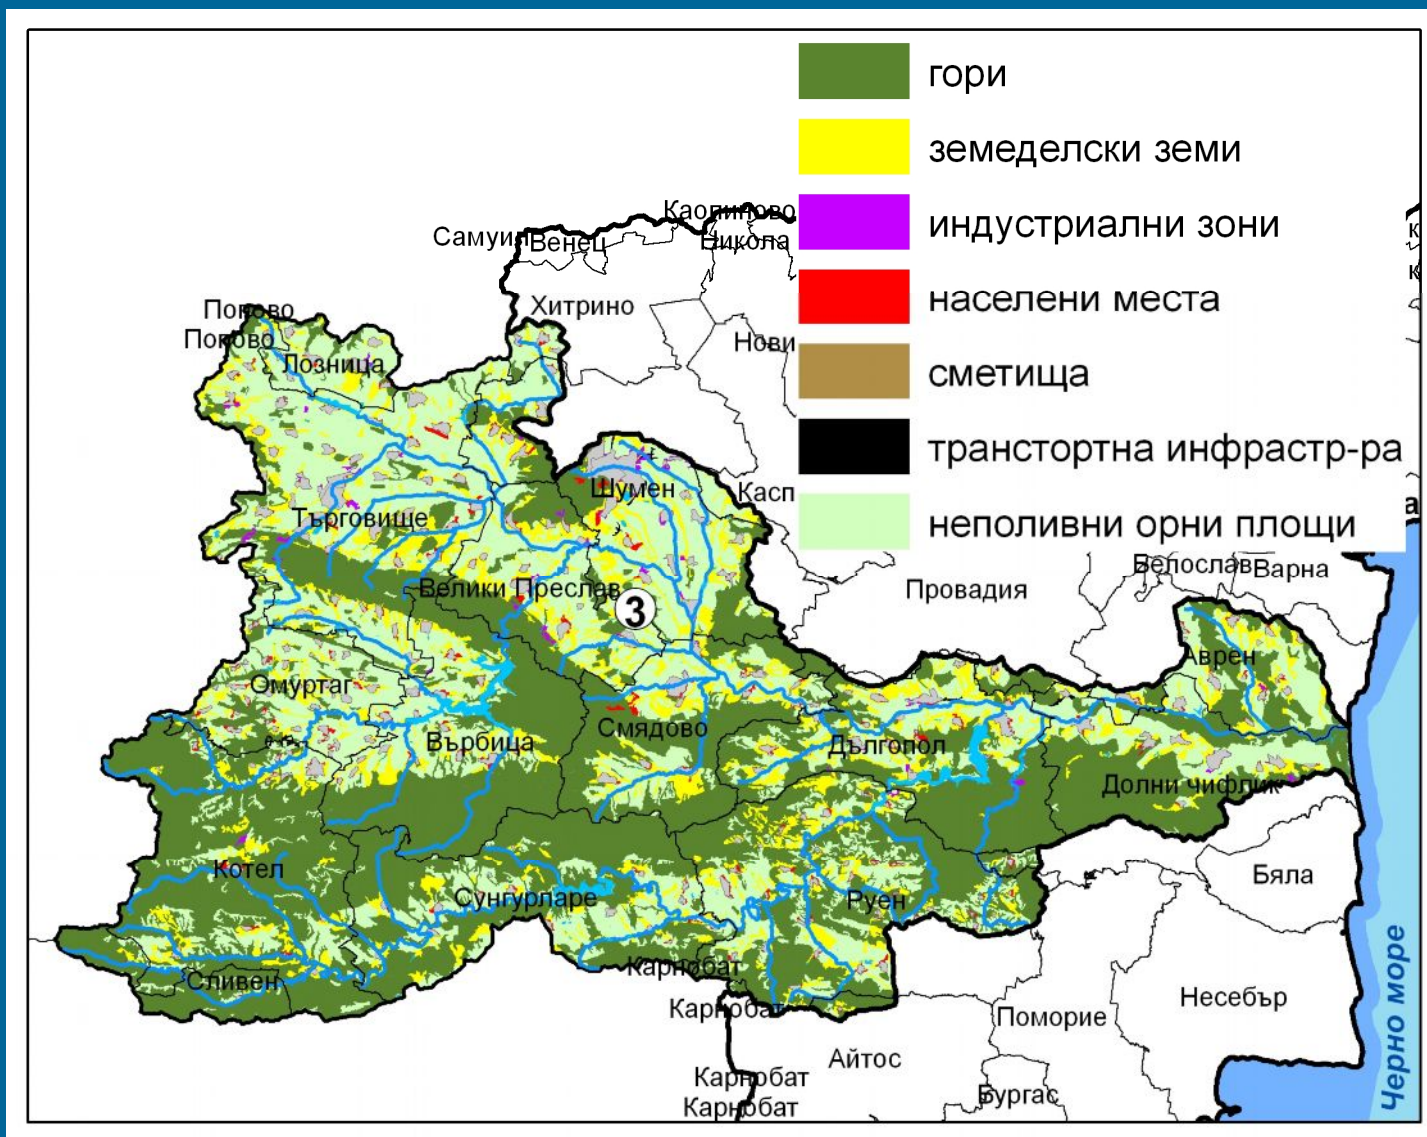 гори
земеделски земи
индустриални зони
населени места
сметища
транстортна инфрастр-ра
неполивни орни площи
Каопиново
Самуил
Венец
Никола
Хитрино
Попово
Попово
Лозница
Нови
Шумен
Касп
Търговище
Белослав
Варна
Велики Преслав
Провадия
3
Аврен
Омуртаг
Смядово
Върбица
Дългопол
Долни чифлик
Котел
Бяла
Сунгурларе
Руен
Карнобат
Сливен
Несебър
Карнобат
Поморие
Айтос
Карнобат
Бургас
Карнобат
Черно море